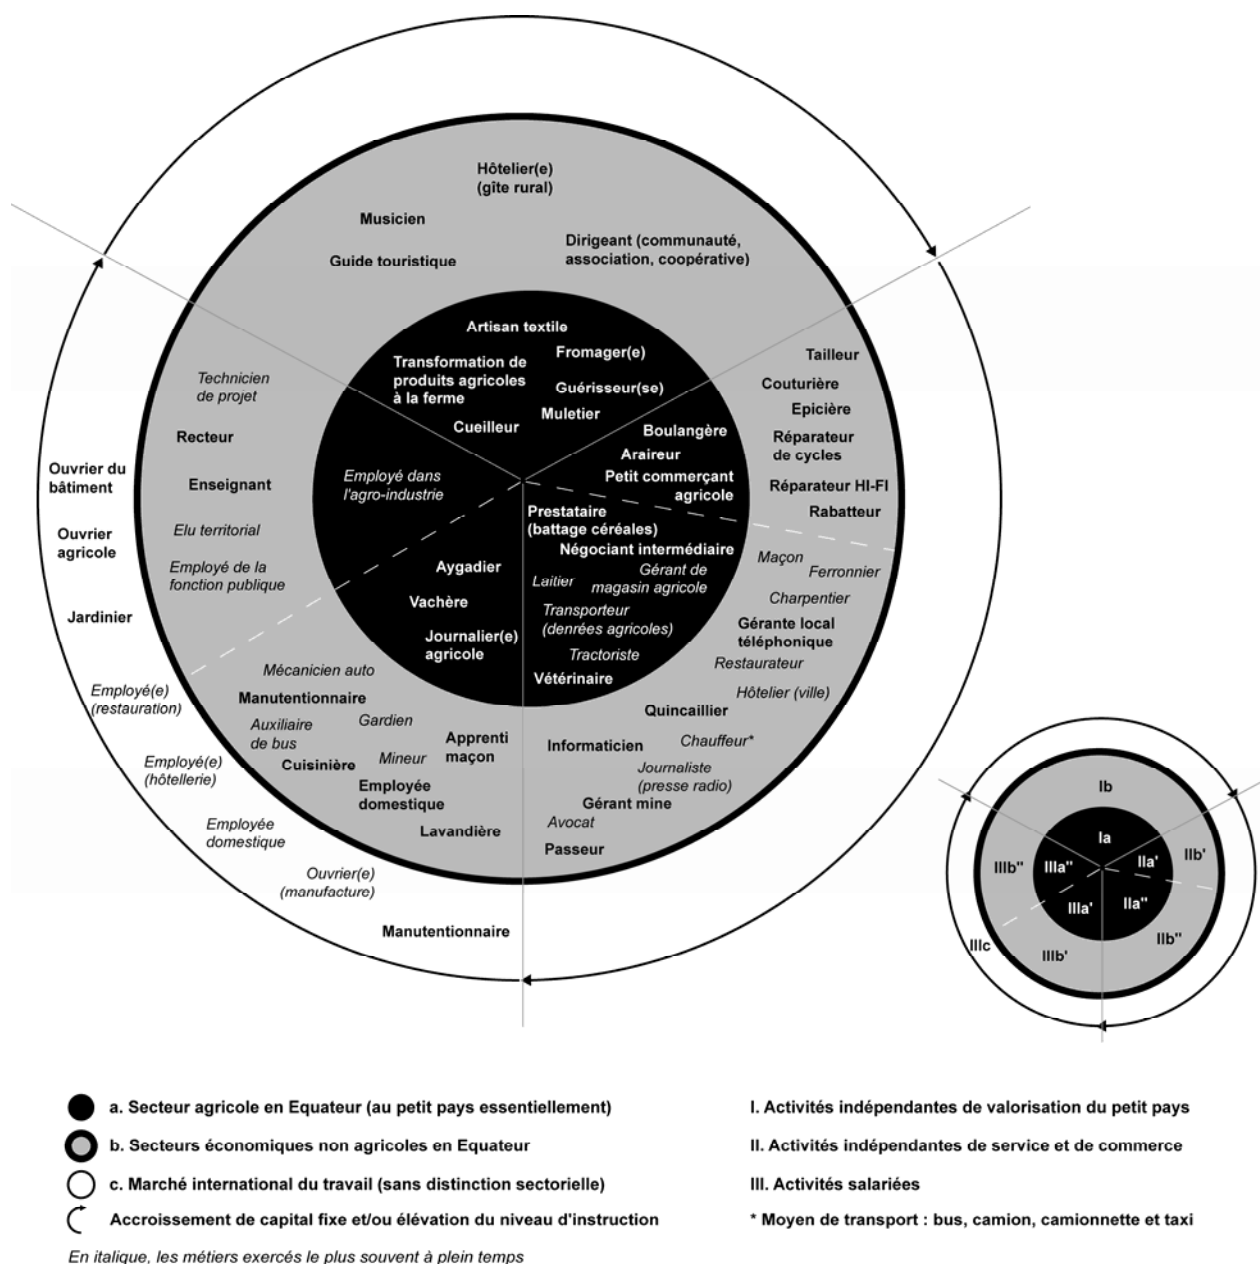 Hôtelier(e)
(gîte rural)
Musicien
Dirigeant (communauté,
association, coopérative)
Guide touristique
Artisan textile
Fromager(e)
Transformation de
produits agricoles
à la ferme
Guérisseur(se)
Muletier
Cueilleur
Tailleur
Couturière
Epicière
Réparateur
de cycles
Réparateur HI-FI
Rabatteur
Boulangère
Araireur
Petit commerçant
agricole
Prestataire
(battage céréales)
Négociant intermédiaire
Laitier
Gérant de
magasin agricole
Transporteur
(denrées agricoles)
Tractoriste
Vétérinaire
Maçon
Ferronnier
Charpentier
Gérante local
téléphonique
Restaurateur
Hôtelier (ville)
Quincaillier
Informaticien
Chauffeur*
Journaliste
(presse radio)
Gérant mine
Avocat
Passeur
Aygadier
Vachère
Journalier(e)
agricole
Mécanicien auto
Manutentionnaire
Auxiliaire
de bus
Gardien
Apprenti
maçon
Mineur
Cuisinière
Employée
domestique
Lavandière
Employé dans
l'agro-industrie
Technicien
de projet
Recteur
Enseignant
Elu territorial
Employé de la
fonction publique
Ouvrier du
bâtiment
Ouvrier
agricole
Jardinier
Employé(e)
(restauration)
Employé(e)
(hôtellerie)
Employée
domestique
Ouvrier(e)
(manufacture)
Manutentionnaire
Ib
Ia
IIb'
IIa'
IIa"
IIb"
IIIa'
IIIb'
IIIa"
IIIb"
IIIc
a. Secteur agricole en Equateur (au petit pays essentiellement)
b. Secteurs économiques non agricoles en Equateur
c. Marché international du travail (sans distinction sectorielle)
Accroissement de capital fixe et/ou élévation du niveau d'instruction
En italique, les métiers exercés le plus souvent à plein temps
I. Activités indépendantes de valorisation du petit pays
II. Activités indépendantes de service et de commerce
III. Activités salariées
* Moyen de transport : bus, camion, camionnette et taxi